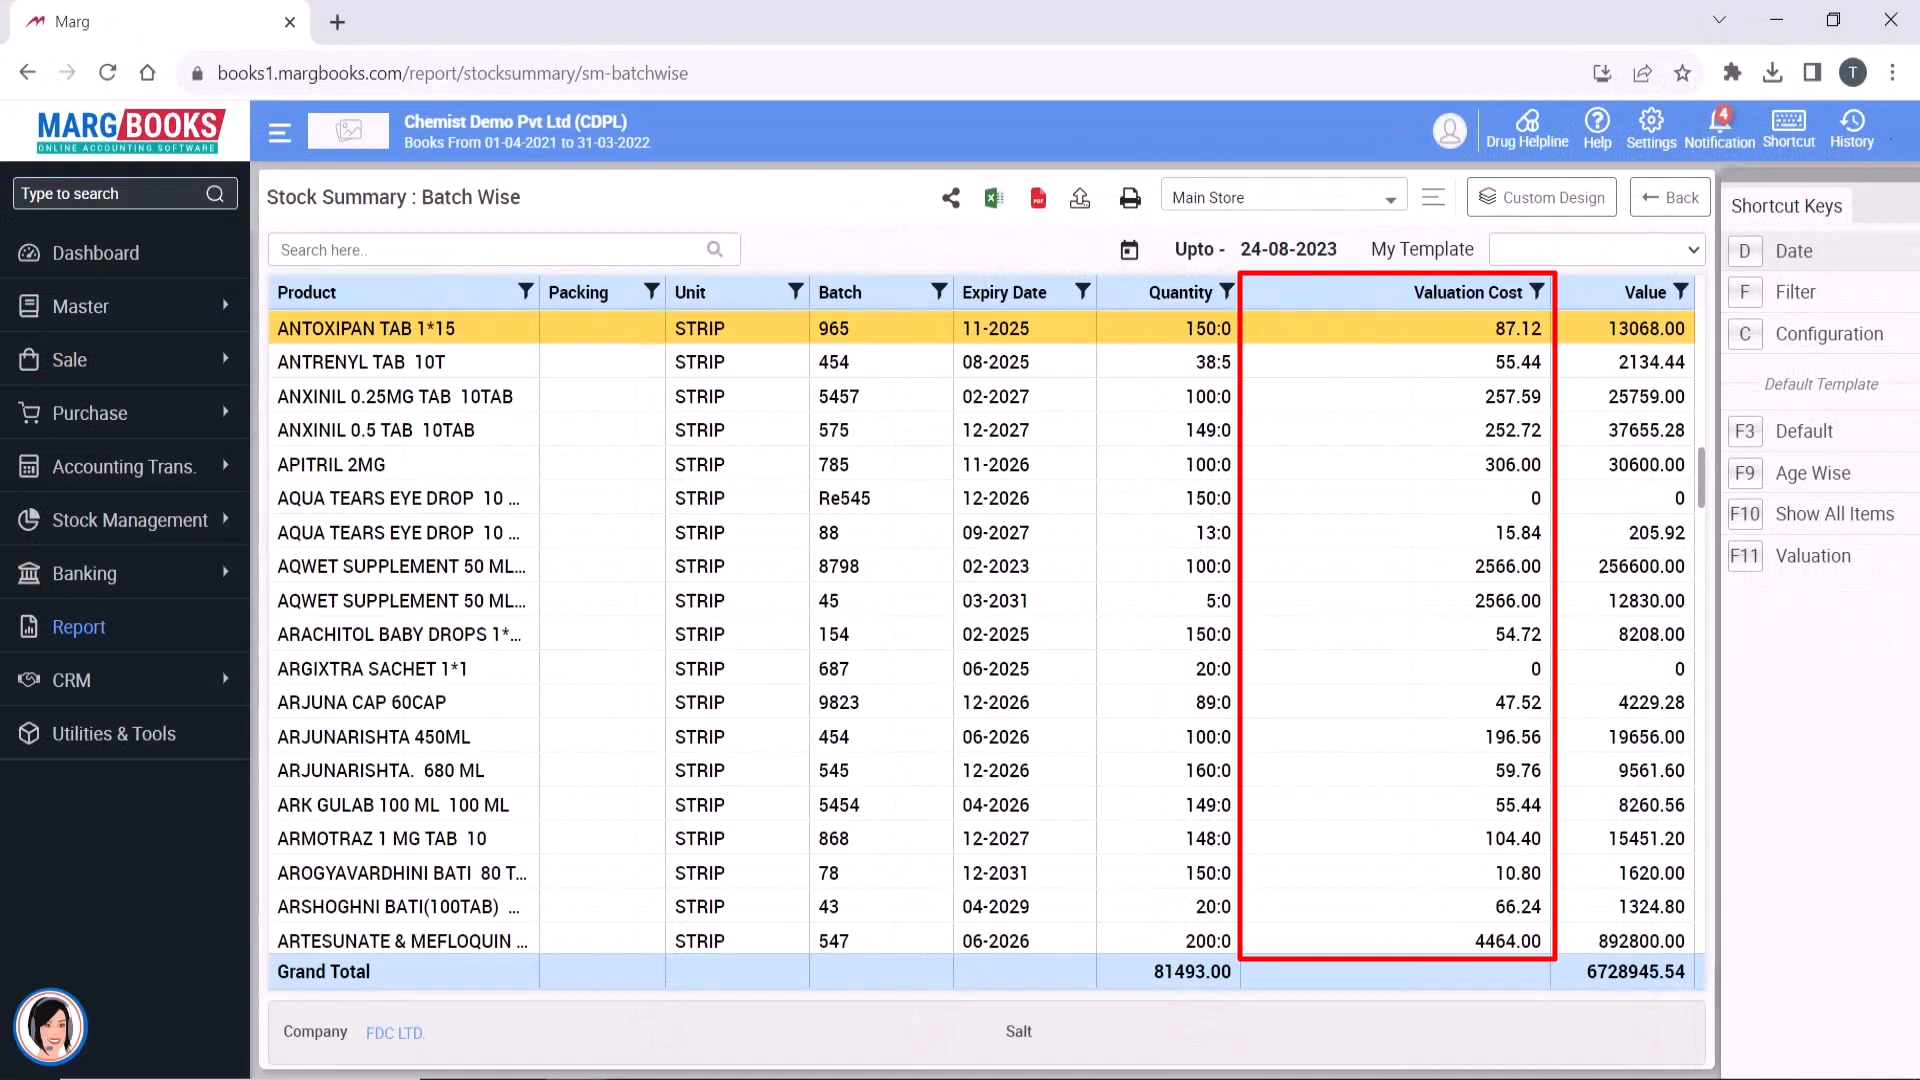 Marg
books1.margbooks.com/report/stocksummary/sm-batchwise
T
MARG BOOKS
ONLINE ACCOUNTING SOFTWARE
Chemist Demo Pvt Ltd (CDPL)
Books From 01-04-2021 to 31-03-2022
Drug Helpline
Help
Settings
4
Notification
Shortcut
History
Type to search
Dashboard
Master
Sale
Purchase
Accounting Trans.
Stock Management
Banking
Report
CRM
Utilities & Tools
Stock Summary : Batch Wise
PDF
Main Store
Custom Design
Back
Search here..
Upto - 24-08-2023
My Template
Product Packing Unit Batch Expiry Date Quantity Valuation Cost Value
ANTOXIPAN TAB 1*15 STRIP 965 11-2025 150:0 87.12 13068.00
ANTRENYL TAB 10T STRIP 454 08-2025 38:5 55.44 2134.44
ANXINIL 0.25MG TAB 10TAB STRIP 5457 02-2027 100:0 257.59 25759.00
ANXINIL 0.5 TAB 10TAB STRIP 575 12-2027 149:0 252.72 37655.28
APITRIL 2MG STRIP 785 11-2026 100:0 306.00 30600.00
AQUA TEARS EYE DROP 10 ... STRIP Re545 12-2026 150:0 0 0
AQUA TEARS EYE DROP 10 ... STRIP 88 09-2027 13:0 15.84 205.92
AQWET SUPPLEMENT 50 ML... STRIP 8798 02-2023 100:0 2566.00 256600.00
AQWET SUPPLEMENT 50 ML... STRIP 45 03-2031 5:0 2566.00 12830.00
ARACHITOL BABY DROPS 1*... STRIP 154 02-2025 150:0 54.72 8208.00
ARGIXTRA SACHET 1*1 STRIP 687 06-2025 20:0 0 0
ARJUNA CAP 60CAP STRIP 9823 12-2026 89:0 47.52 4229.28
ARJUNARISHTA 450ML STRIP 454 06-2026 100:0 196.56 19656.00
ARJUNARISHTA. 680 ML STRIP 545 12-2026 160:0 59.76 9561.60
ARK GULAB 100 ML 100 ML STRIP 5454 04-2026 149:0 55.44 8260.56
ARMOTRAZ 1 MG TAB 10 STRIP 868 12-2027 148:0 104.40 15451.20
AROGYAVARDHINI BATI 80 T... STRIP 78 12-2031 150:0 10.80 1620.00
ARSHOGHNI BATI(100TAB) ... STRIP 43 04-2029 20:0 66.24 1324.80
ARTESUNATE & MEFLOQUIN ... STRIP 547 06-2026 200:0 4464.00 892800.00
Grand Total 81493.00 6728945.54
Company FDC LTD. Salt
Shortcut Keys
D Date
F Filter
C Configuration
Default Template
F3 Default
F9 Age Wise
F10 Show All Items
F11 Valuation